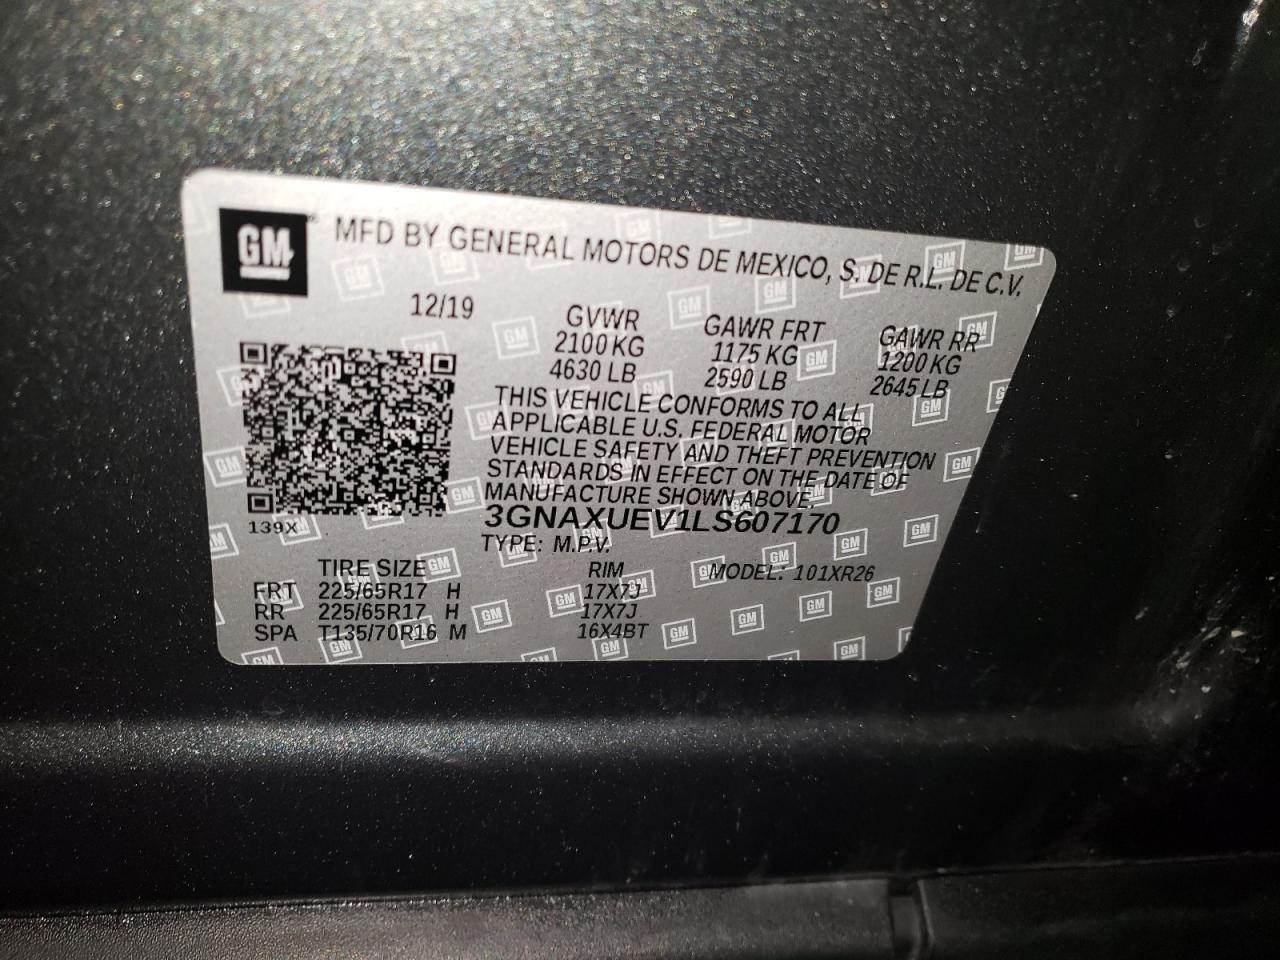 GM
MFD BY GENERAL MOTORS DE MEXICO, S. DE R.L. DE C.V.
12/19
GVWR GAWR FRT GAWR RR
2100 KG 1175 KG 1200 KG
4630 LB 2590 LB 2645 LB
THIS VEHICLE CONFORMS TO ALL
APPLICABLE U.S. FEDERAL MOTOR
VEHICLE SAFETY AND THEFT PREVENTION
STANDARDS IN EFFECT ON THE DATE OF
MANUFACTURE SHOWN ABOVE.
3GNAXUEV1LS607170
139X
TYPE: M.P.V.
TIRE SIZE RIM MODEL: 101XR26
FRT 225/65R17 H 17X7J
RR 225/65R17 H 17X7J
SPA T135/70R16 M 16X4BT